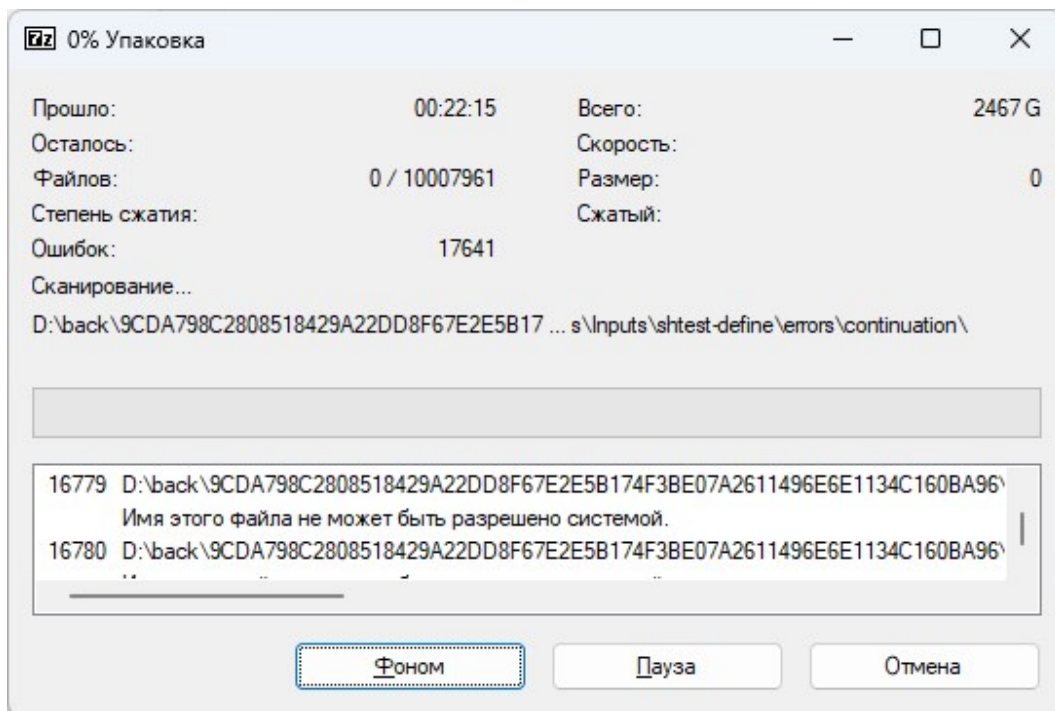 7z 0% Упаковка
Прошло: 00:22:15 Всего: 2467 G
Осталось: Скорость:
Файлов: 0 / 10007961 Размер: 0
Степень сжатия: Сжатый:
Ошибок: 17641
Сканирование...
D:\back\9CDA798C2808518429A22DD8F67E2E5B17 ... s\Inputs\shtest-define\errors\continuation\
16779 D:\back\9CDA798C2808518429A22DD8F67E2E5B174F3BE07A2611496E6E1134C160BA96\
Имя этого файла не может быть разрешено системой.
16780 D:\back\9CDA798C2808518429A22DD8F67E2E5B174F3BE07A2611496E6E1134C160BA96\
Фоном Пауза Отмена